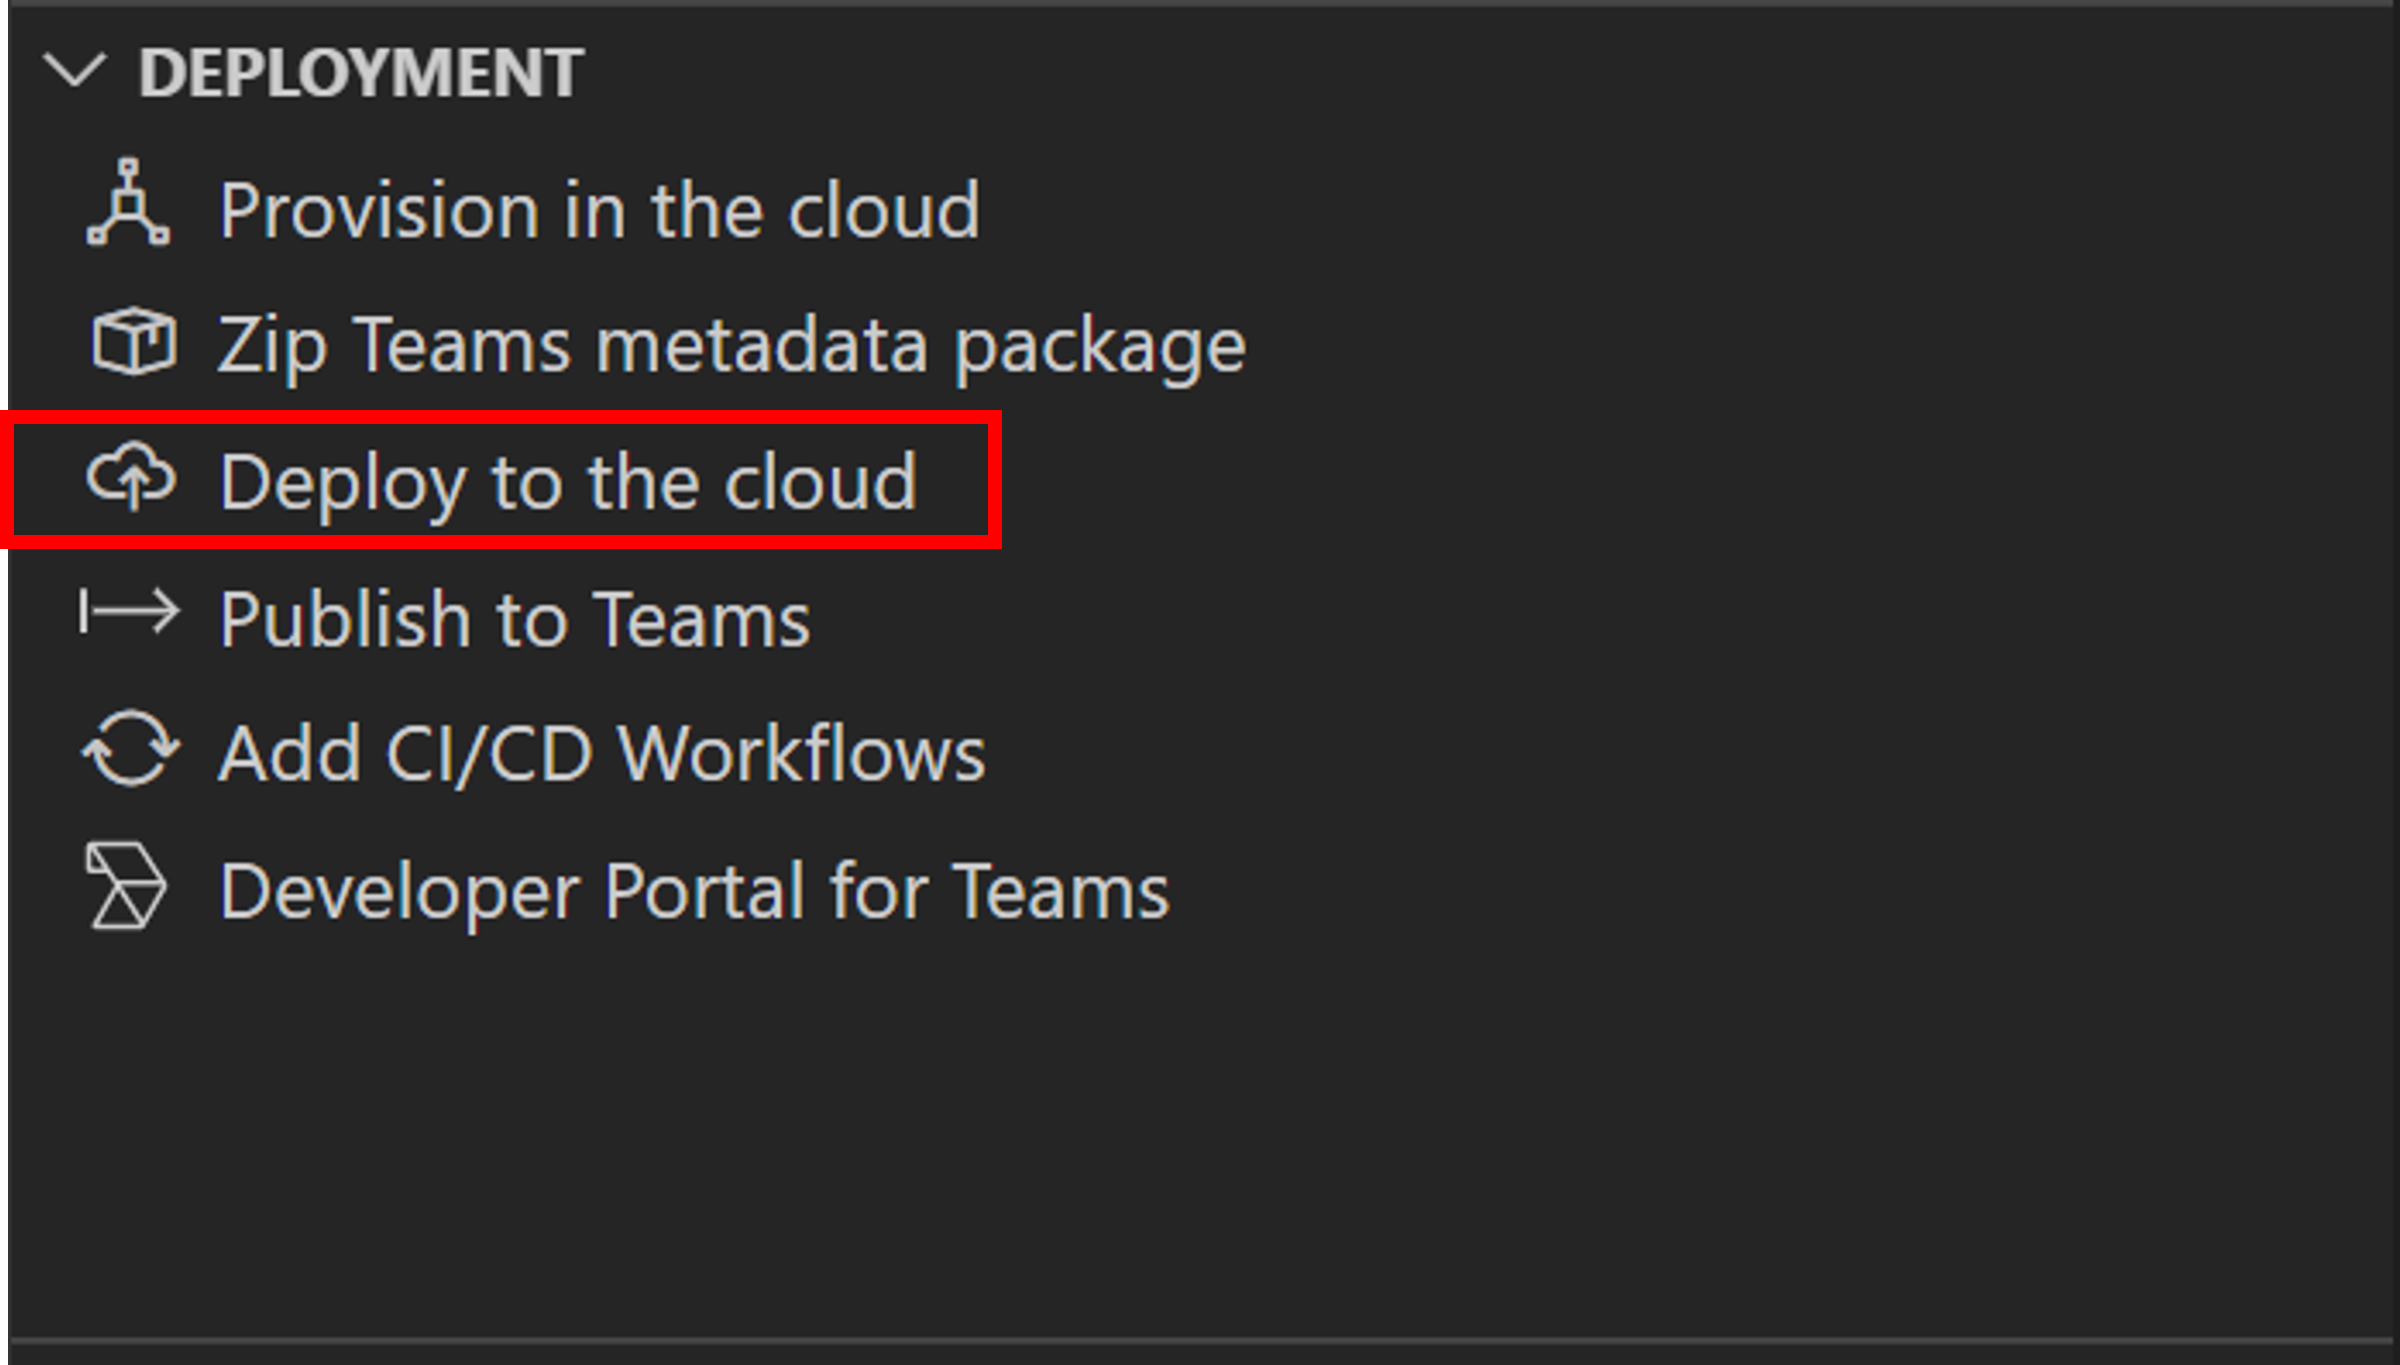 DEPLOYMENT
Provision in the cloud
Zip Teams metadata package
Deploy to the cloud
Publish to Teams
Add CI/CD Workflows
Developer Portal for Teams